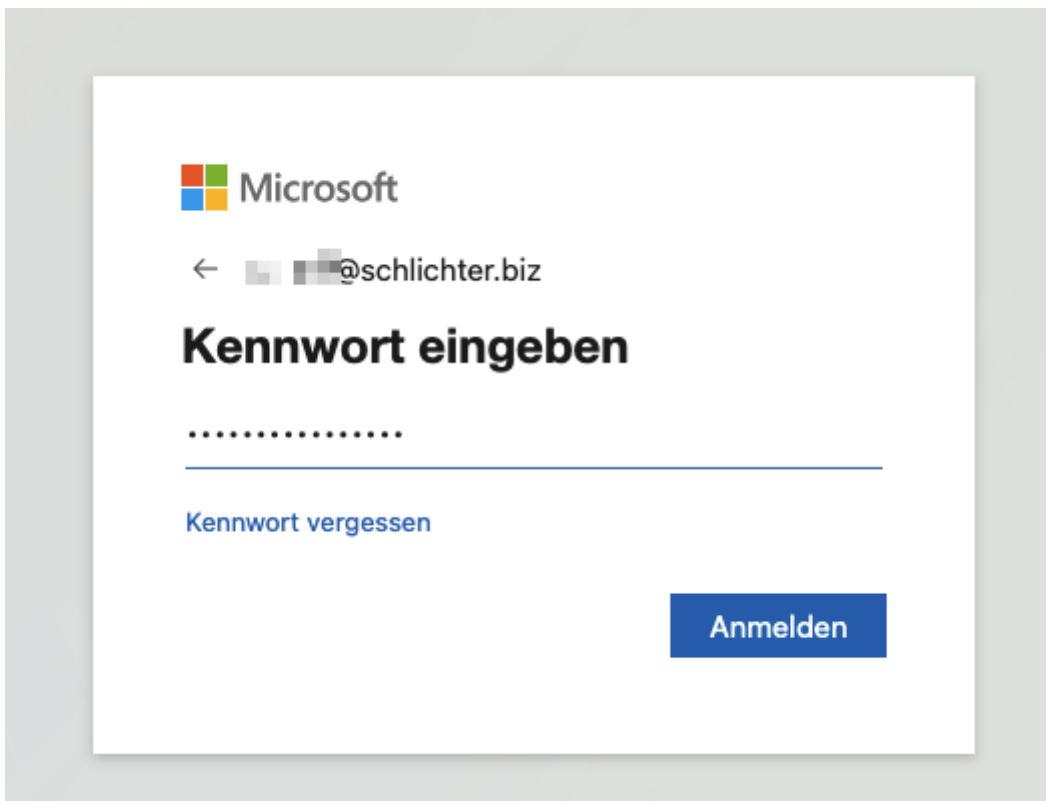 Microsoft
← @schlichter.biz
Kennwort eingeben
................
Kennwort vergessen
Anmelden